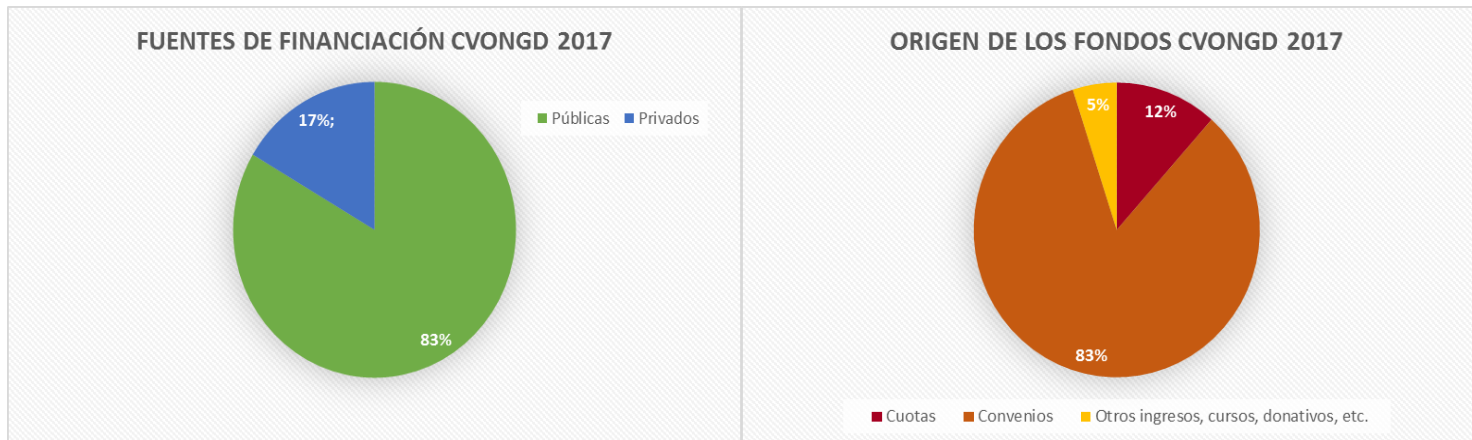 FUENTES DE FINANCIACIÓN CVONGD 2017
17%;
Públicas Privados
83%
ORIGEN DE LOS FONDOS CVONGD 2017
5%
12%
83%
Cuotas Convenios Otros ingresos, cursos, donativos, etc.